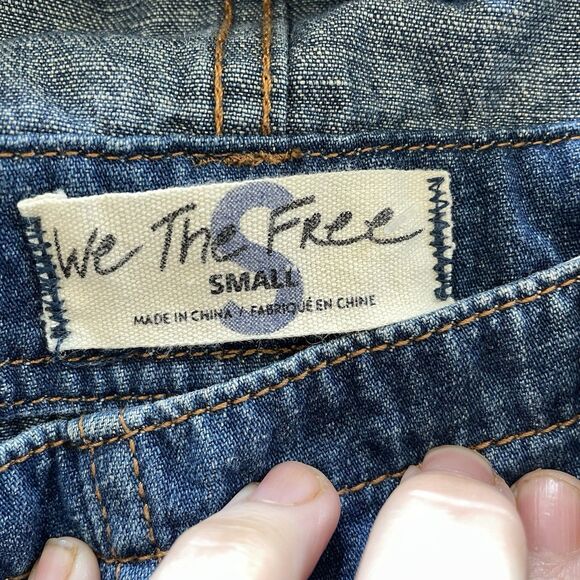 We The Free
S
SMALL
MADE IN CHINA / FABRIQUÉ EN CHINE